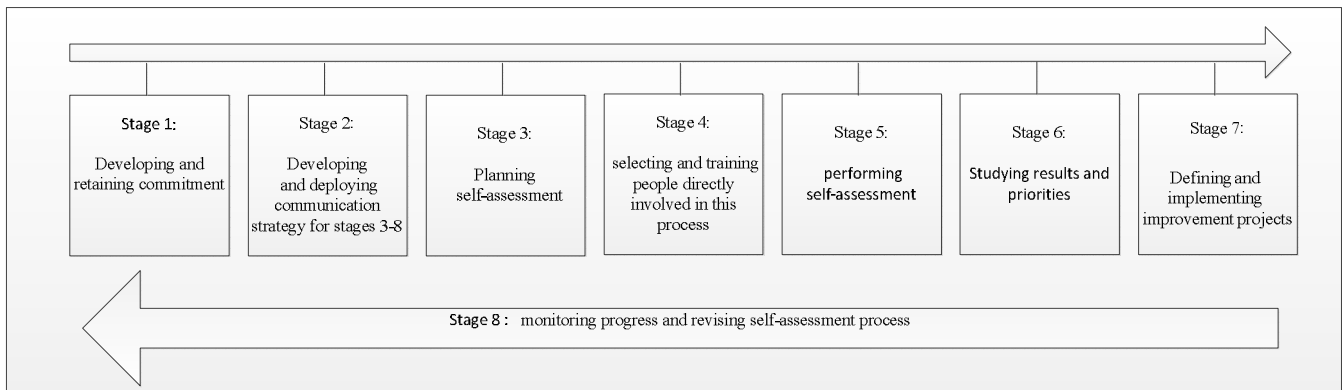 Stage 1:
Developing and
retaining commitment
Stage 2:
Developing
and deploying
communication
strategy for stages 3-8
Stage 3:
Planning
self-assessment
Stage 4:
selecting and training
people directly
involved in this
process
Stage 5:
performing
self-assessment
Stage 6:
Studying results and
priorities
Stage 7:
Defining and
implementing
improvement projects
Stage 8 : monitoring progress and revising self-assessment process